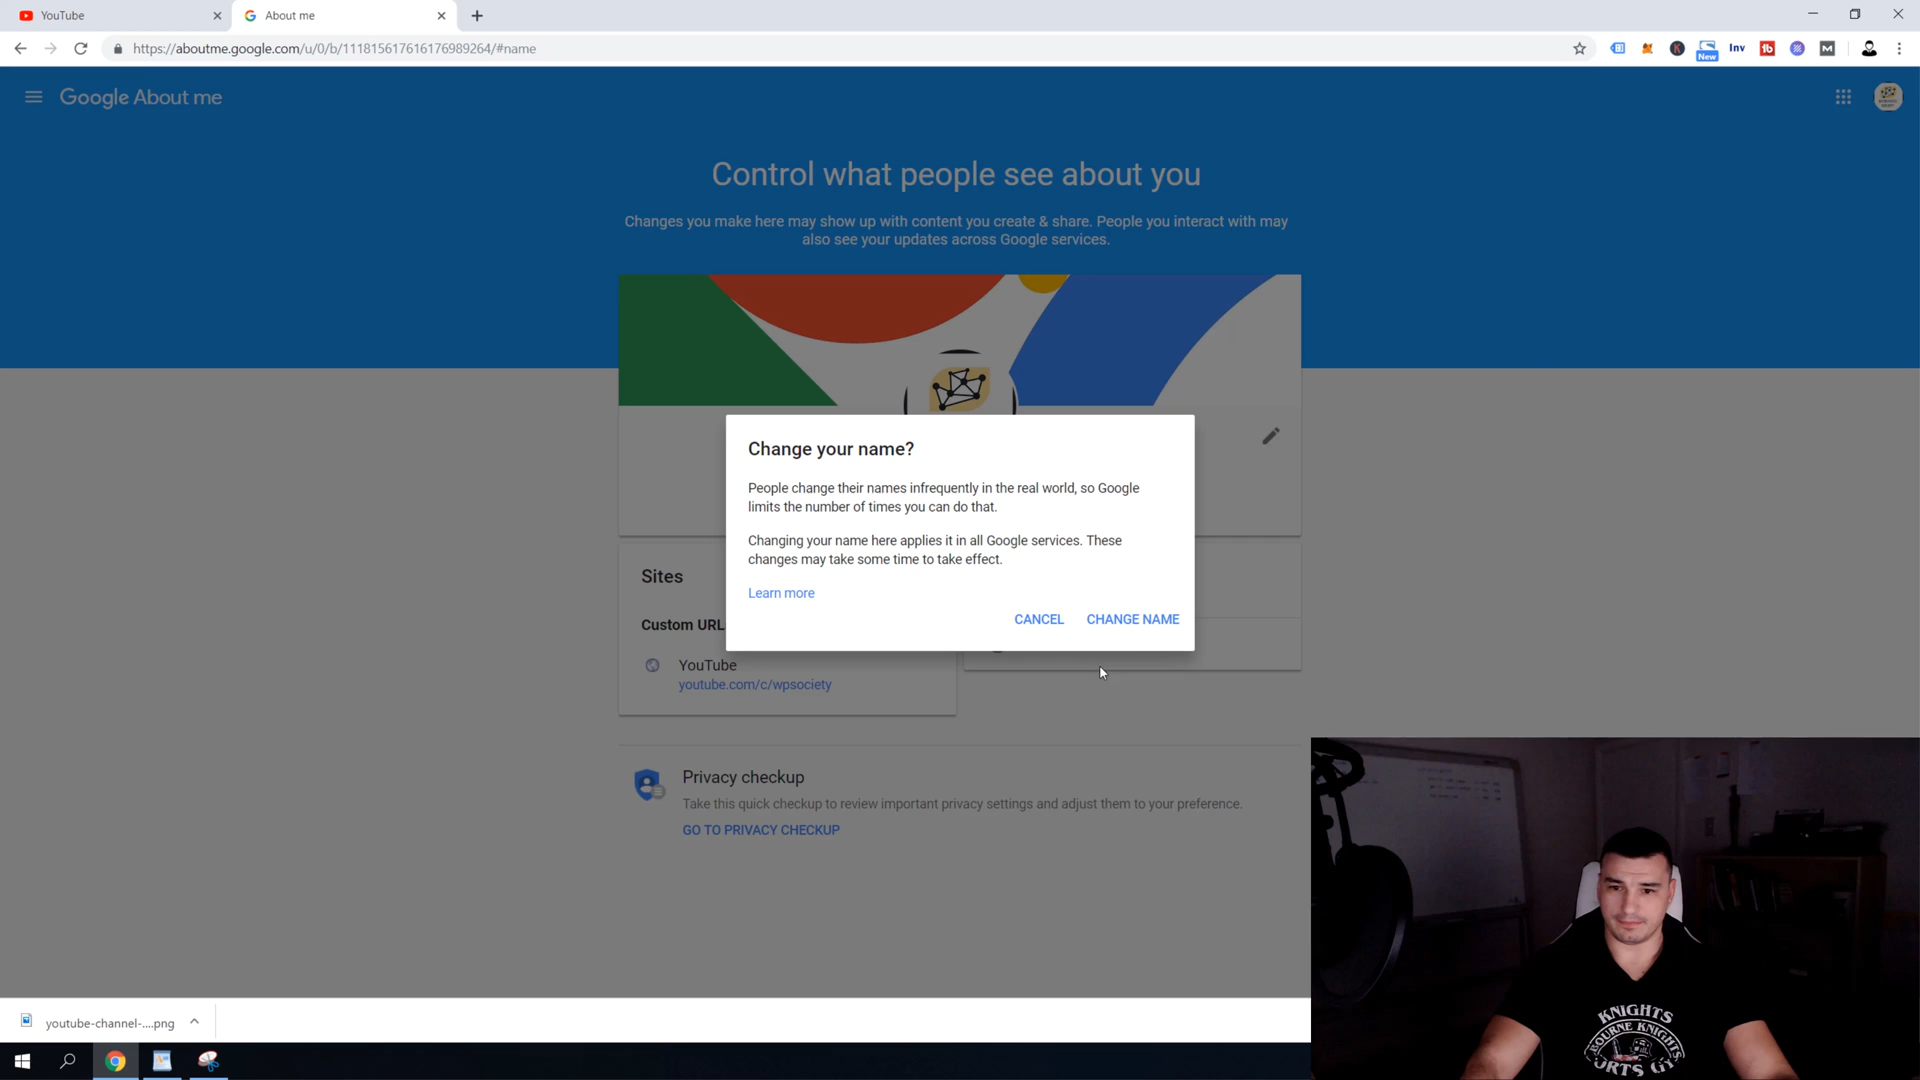 YouTube
About me
https://aboutme.google.com/u/0/b/111815617616176989264/#name
New
Inv
Google About me
Control what people see about you
Changes you make here may show up with content you create & share. People you interact with may
also see your updates across Google services.
Change your name?
People change their names infrequently in the real world, so Google
limits the number of times you can do that.
Changing your name here applies it in all Google services. These
changes may take some time to take effect.
Learn more
CANCEL
CHANGE NAME
Sites
Custom URL
YouTube
youtube.com/c/wpsociety
Privacy checkup
Take this quick checkup to review important privacy settings and adjust them to your preference.
GO TO PRIVACY CHECKUP
youtube-channel-....png
KNIGHTS
BOURNE KNIGHTS